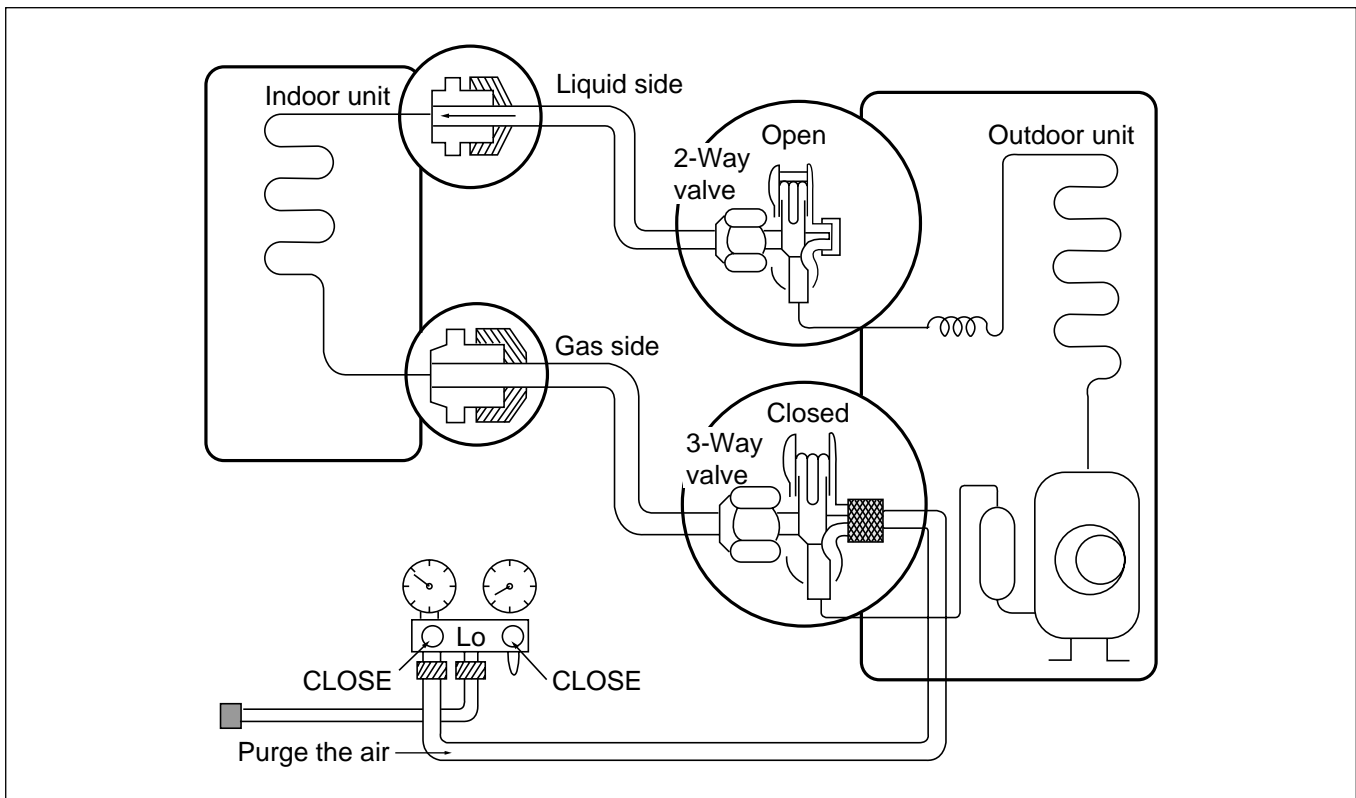 Indoor unit
Liquid side
Open
2-Way
valve
Outdoor unit
Gas side
Closed
3-Way
valve
Lo
CLOSE
CLOSE
Purge the air